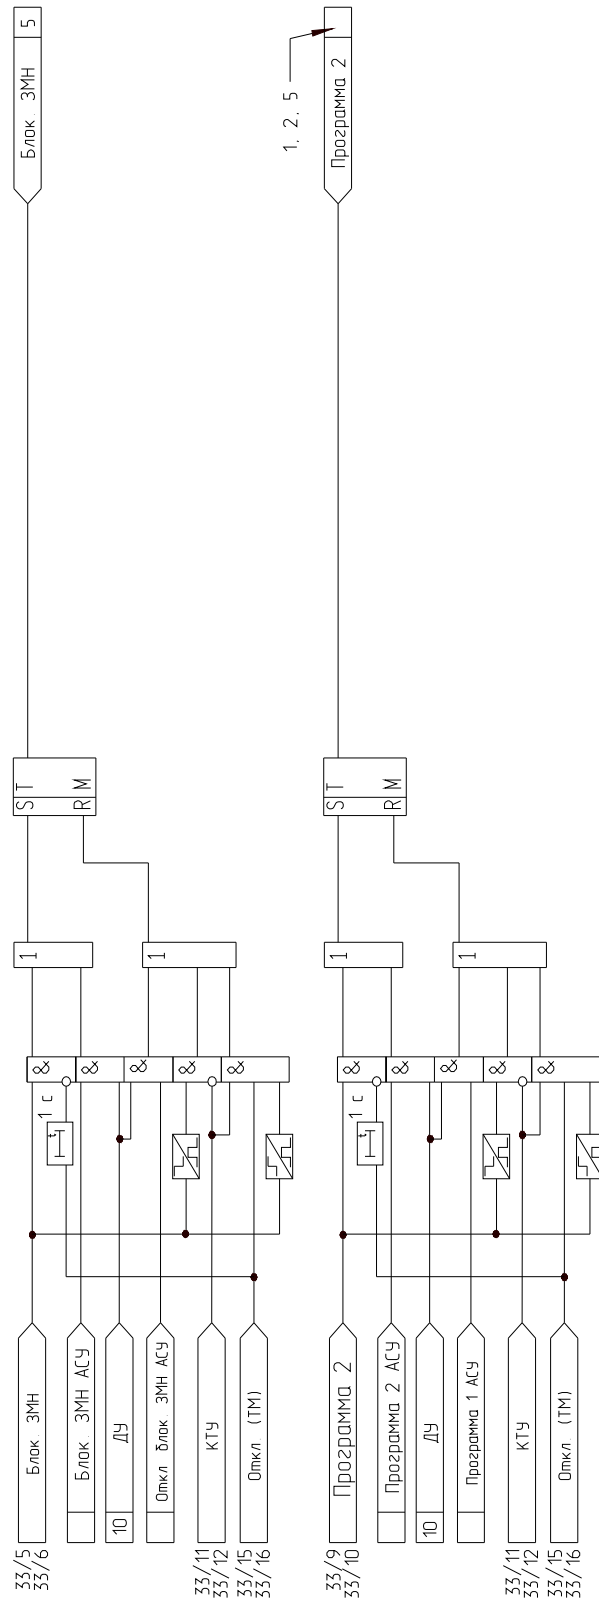 33/5
33/6
Блок. ЗМН
Блок. ЗМН АСУ
10 ДУ
Откл блок. ЗМН АСУ
33/11
33/12
КТУ
33/15
33/16
Откл. (ТМ)
t
1 с
&
&
&
&
&
1
1
S T
R M
Блок. ЗМН 5
33/9
33/10
Программа 2
Программа 2 АСУ
10 ДУ
Программа 1 АСУ
33/11
33/12
КТУ
33/15
33/16
Откл. (ТМ)
t
1 с
&
&
&
&
&
1
1
S T
R M
1, 2, 5
Программа 2